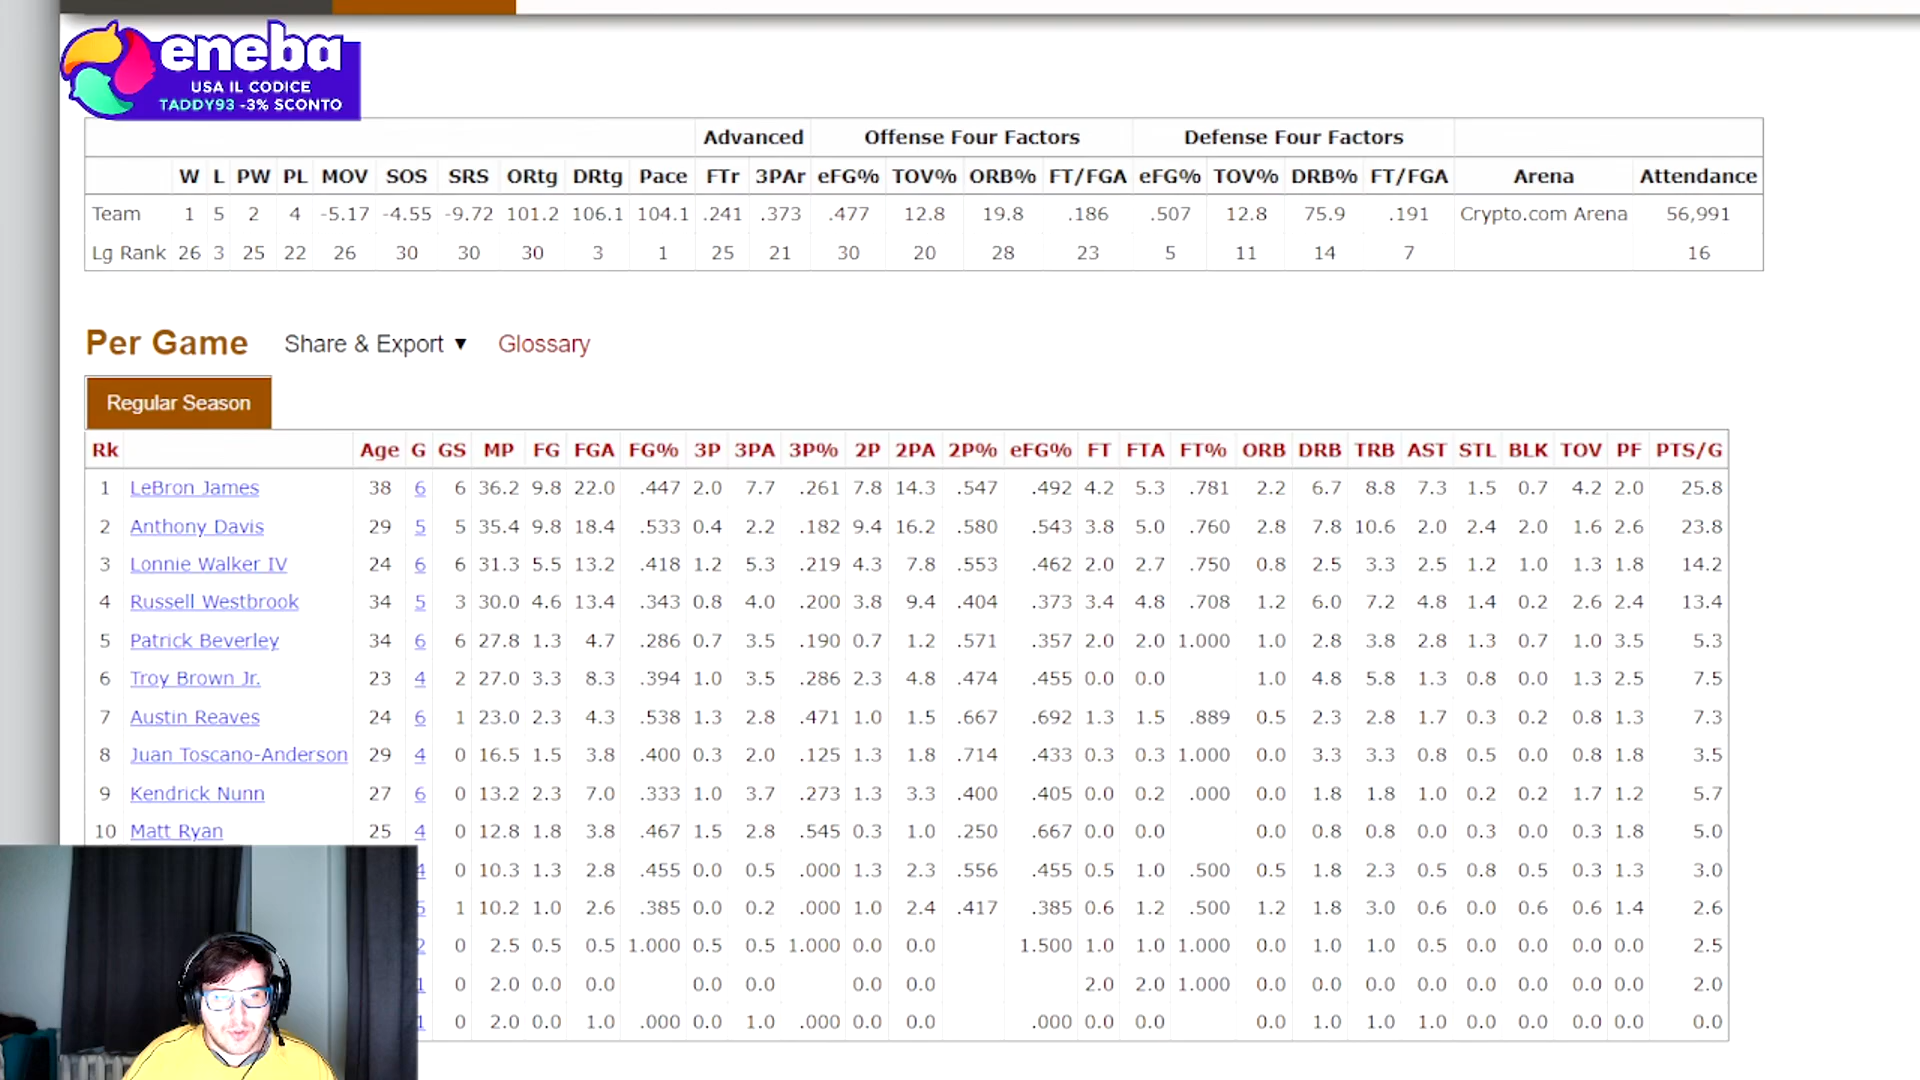 eneba
USA IL CODICE
TADDY93 -3% SCONTO
Advanced Offense Four Factors Defense Four Factors
W L PW PL MOV SOS SRS ORtg DRtg Pace FTr 3PAr eFG% TOV% ORB% FT/FGA eFG% TOV% DRB% FT/FGA Arena Attendance
Team 1 5 2 4 -5.17 -4.55 -9.72 101.2 106.1 104.1 .241 .373 .477 12.8 19.8 .186 .507 12.8 75.9 .191 Crypto.com Arena 56,991
Lg Rank 26 3 25 22 26 30 30 30 3 1 25 21 30 20 28 23 5 11 14 7 16
Per Game Share & Export ▼ Glossary
Regular Season
Rk Age G GS MP FG FGA FG% 3P 3PA 3P% 2P 2PA 2P% eFG% FT FTA FT% ORB DRB TRB AST STL BLK TOV PF PTS/G
1 LeBron James 38 6 6 36.2 9.8 22.0 .447 2.0 7.7 .261 7.8 14.3 .547 .492 4.2 5.3 .781 2.2 6.7 8.8 7.3 1.5 0.7 4.2 2.0 25.8
2 Anthony Davis 29 5 5 35.4 9.8 18.4 .533 0.4 2.2 .182 9.4 16.2 .580 .543 3.8 5.0 .760 2.8 7.8 10.6 2.0 2.4 2.0 1.6 2.6 23.8
3 Lonnie Walker IV 24 6 6 31.3 5.5 13.2 .418 1.2 5.3 .219 4.3 7.8 .553 .462 2.0 2.7 .750 0.8 2.5 3.3 2.5 1.2 1.0 1.3 1.8 14.2
4 Russell Westbrook 34 5 3 30.0 4.6 13.4 .343 0.8 4.0 .200 3.8 9.4 .404 .373 3.4 4.8 .708 1.2 6.0 7.2 4.8 1.4 0.2 2.6 2.4 13.4
5 Patrick Beverley 34 6 6 27.8 1.3 4.7 .286 0.7 3.5 .190 0.7 1.2 .571 .357 2.0 2.0 1.000 1.0 2.8 3.8 2.8 1.3 0.7 1.0 3.5 5.3
6 Troy Brown Jr. 23 4 2 27.0 3.3 8.3 .394 1.0 3.5 .286 2.3 4.8 .474 .455 0.0 0.0 1.0 4.8 5.8 1.3 0.8 0.0 1.3 2.5 7.5
7 Austin Reaves 24 6 1 23.0 2.3 4.3 .538 1.3 2.8 .471 1.0 1.5 .667 .692 1.3 1.5 .889 0.5 2.3 2.8 1.7 0.3 0.2 0.8 1.3 7.3
8 Juan Toscano-Anderson 29 4 0 16.5 1.5 3.8 .400 0.3 2.0 .125 1.3 1.8 .714 .433 0.3 0.3 1.000 0.0 3.3 3.3 0.8 0.5 0.0 0.8 1.8 3.5
9 Kendrick Nunn 27 6 0 13.2 2.3 7.0 .333 1.0 3.7 .273 1.3 3.3 .400 .405 0.0 0.2 .000 0.0 1.8 1.8 1.0 0.2 0.2 1.7 1.2 5.7
10 Matt Ryan 25 4 0 12.8 1.8 3.8 .467 1.5 2.8 .545 0.3 1.0 .250 .667 0.0 0.0 0.0 0.8 0.8 0.0 0.3 0.0 0.3 1.8 5.0
4 0 10.3 1.3 2.8 .455 0.0 0.5 .000 1.3 2.3 .556 .455 0.5 1.0 .500 0.5 1.8 2.3 0.5 0.8 0.5 0.3 1.3 3.0
5 1 10.2 1.0 2.6 .385 0.0 0.2 .000 1.0 2.4 .417 .385 0.6 1.2 .500 1.2 1.8 3.0 0.6 0.0 0.6 0.6 1.4 2.6
2 0 2.5 0.5 0.5 1.000 0.5 0.5 1.000 0.0 0.0 1.500 1.0 1.0 1.000 0.0 1.0 1.0 0.5 0.0 0.0 0.0 0.0 2.5
1 0 2.0 0.0 0.0 0.0 0.0 0.0 0.0 2.0 2.0 1.000 0.0 0.0 0.0 0.0 0.0 0.0 0.0 0.0 2.0
1 0 2.0 0.0 1.0 .000 0.0 1.0 .000 0.0 0.0 .000 0.0 0.0 0.0 1.0 1.0 1.0 0.0 0.0 0.0 0.0 0.0